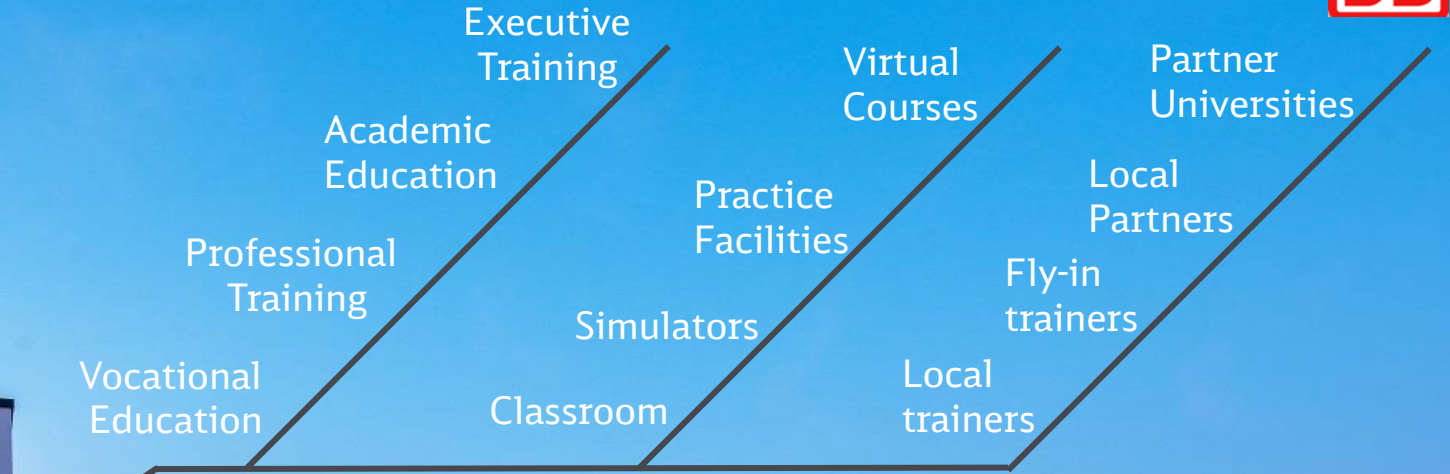 Executive
Training
Academic
Education
Professional
Training
Vocational
Education
Virtual
Courses
Practice
Facilities
Simulators
Classroom
Partner
Universities
Local
Partners
Fly-in
trainers
Local
trainers